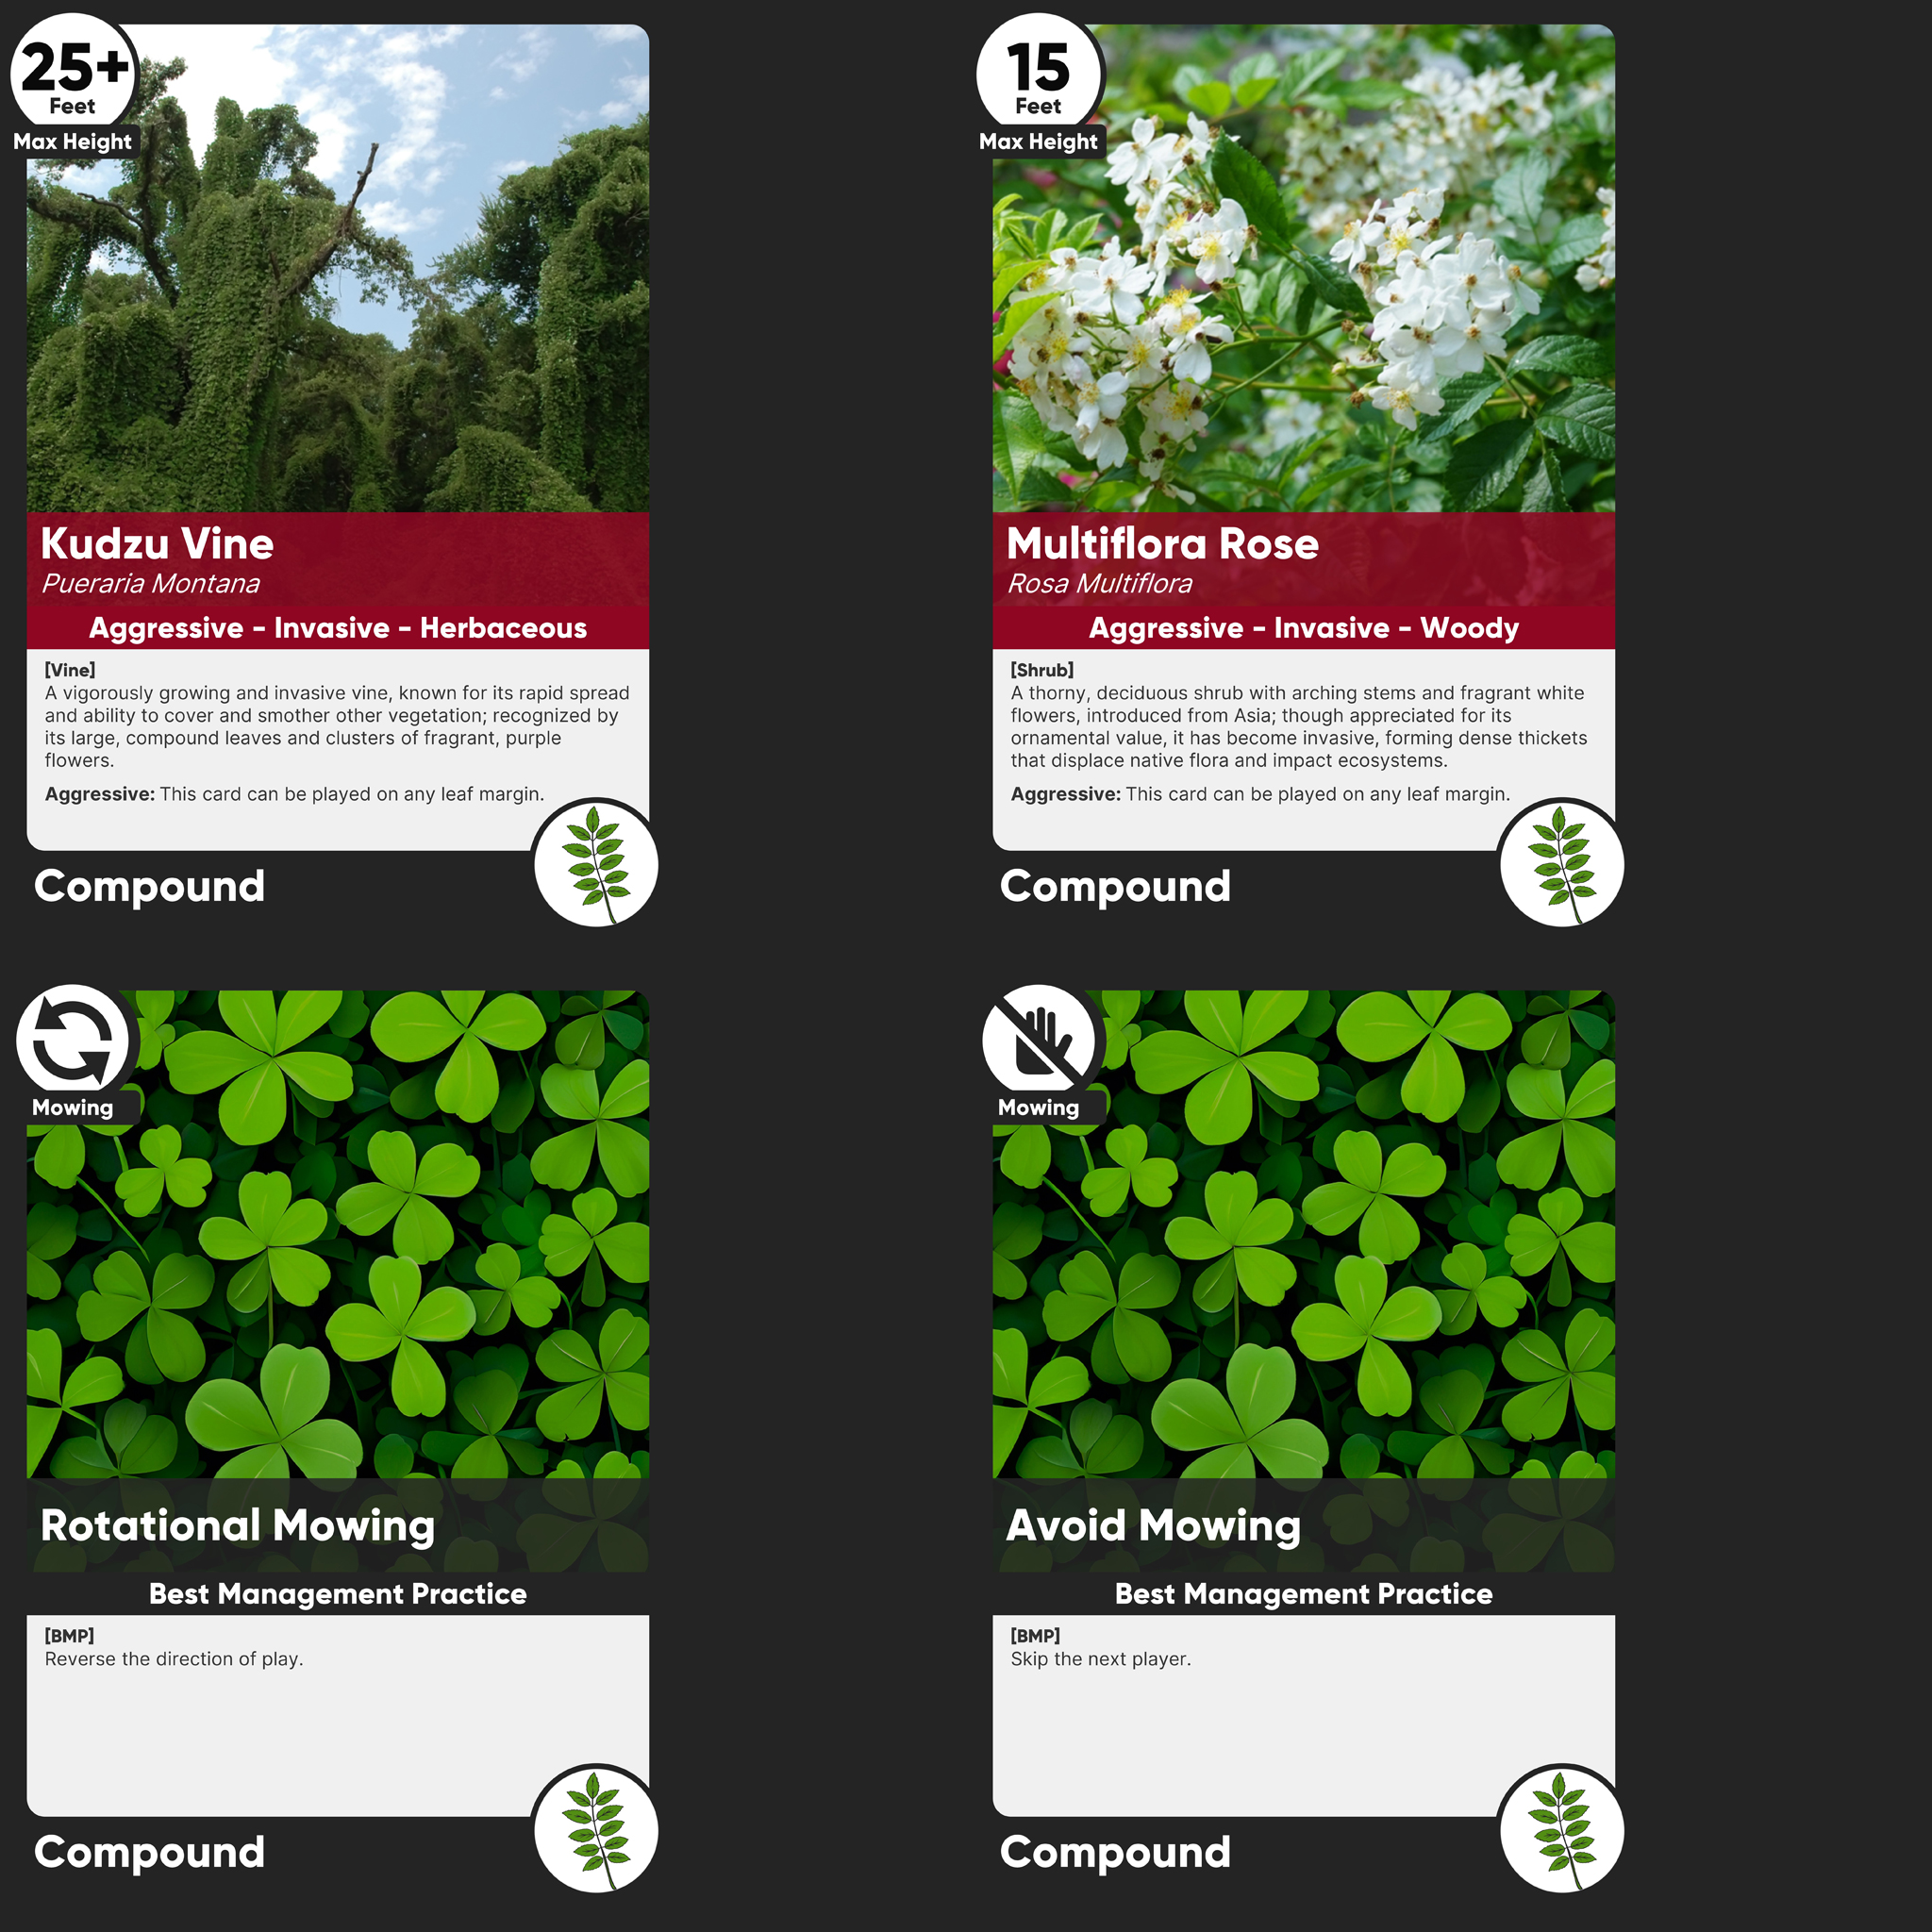 25+
Feet
Max Height
Kudzu Vine
Pueraria Montana
Aggressive - Invasive - Herbaceous
[Vine]
A vigorously growing and invasive vine, known for its rapid spread
and ability to cover and smother other vegetation; recognized by
its large, compound leaves and clusters of fragrant, purple
flowers.
Aggressive: This card can be played on any leaf margin.
Compound
15
Feet
Max Height
Multiflora Rose
Rosa Multiflora
Aggressive - Invasive - Woody
[Shrub]
A thorny, deciduous shrub with arching stems and fragrant white
flowers, introduced from Asia; though appreciated for its
ornamental value, it has become invasive, forming dense thickets
that displace native flora and impact ecosystems.
Aggressive: This card can be played on any leaf margin.
Compound
Mowing
Rotational Mowing
Best Management Practice
[BMP]
Reverse the direction of play.
Compound
Mowing
Avoid Mowing
Best Management Practice
[BMP]
Skip the next player.
Compound